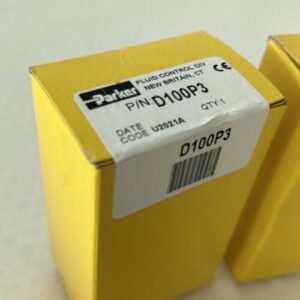 Parker
FLUID CONTROL DIV
NEW BRITAIN, CT
CE
P/N: D100P3
DATE
CODE U2021A
QTY:1
D100P3